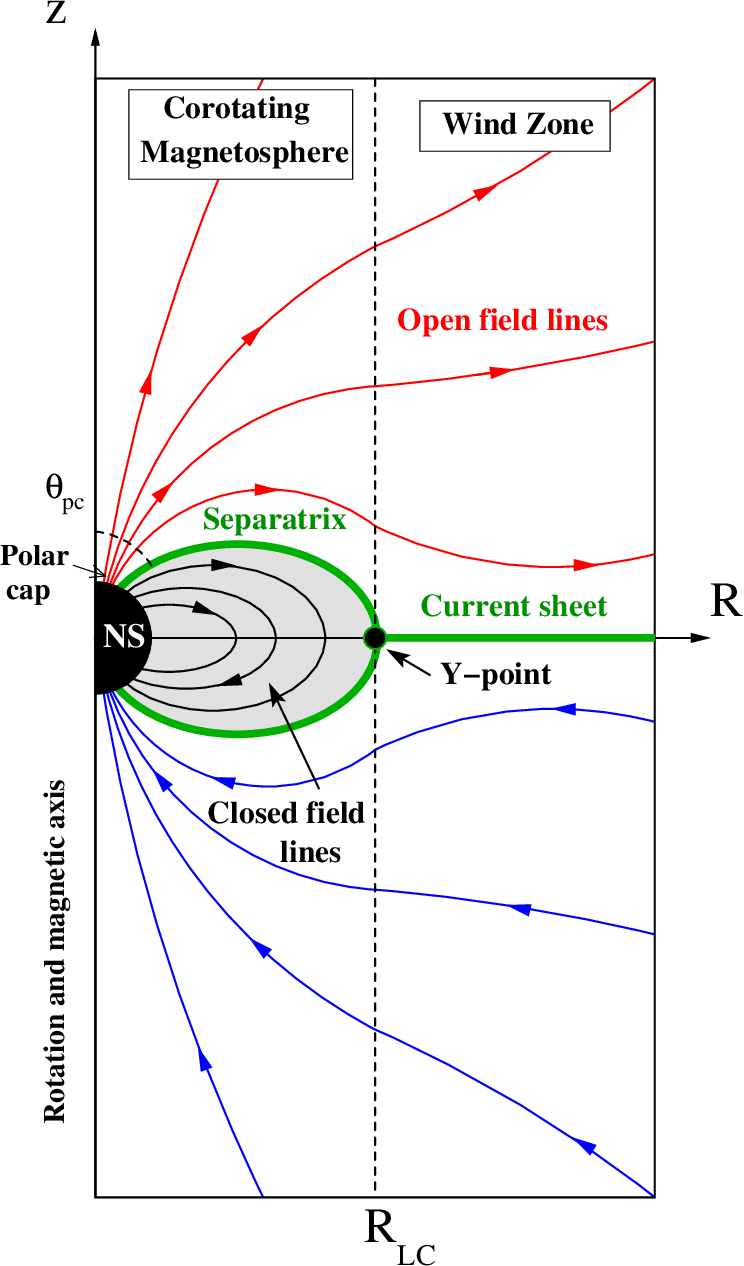 Z
Corotating
Magnetosphere
Wind Zone
Open field lines
θpc
Separatrix
Polar
cap
Current sheet
R
NS
Y−point
Closed field
lines
Rotation and magnetic axis
RLC